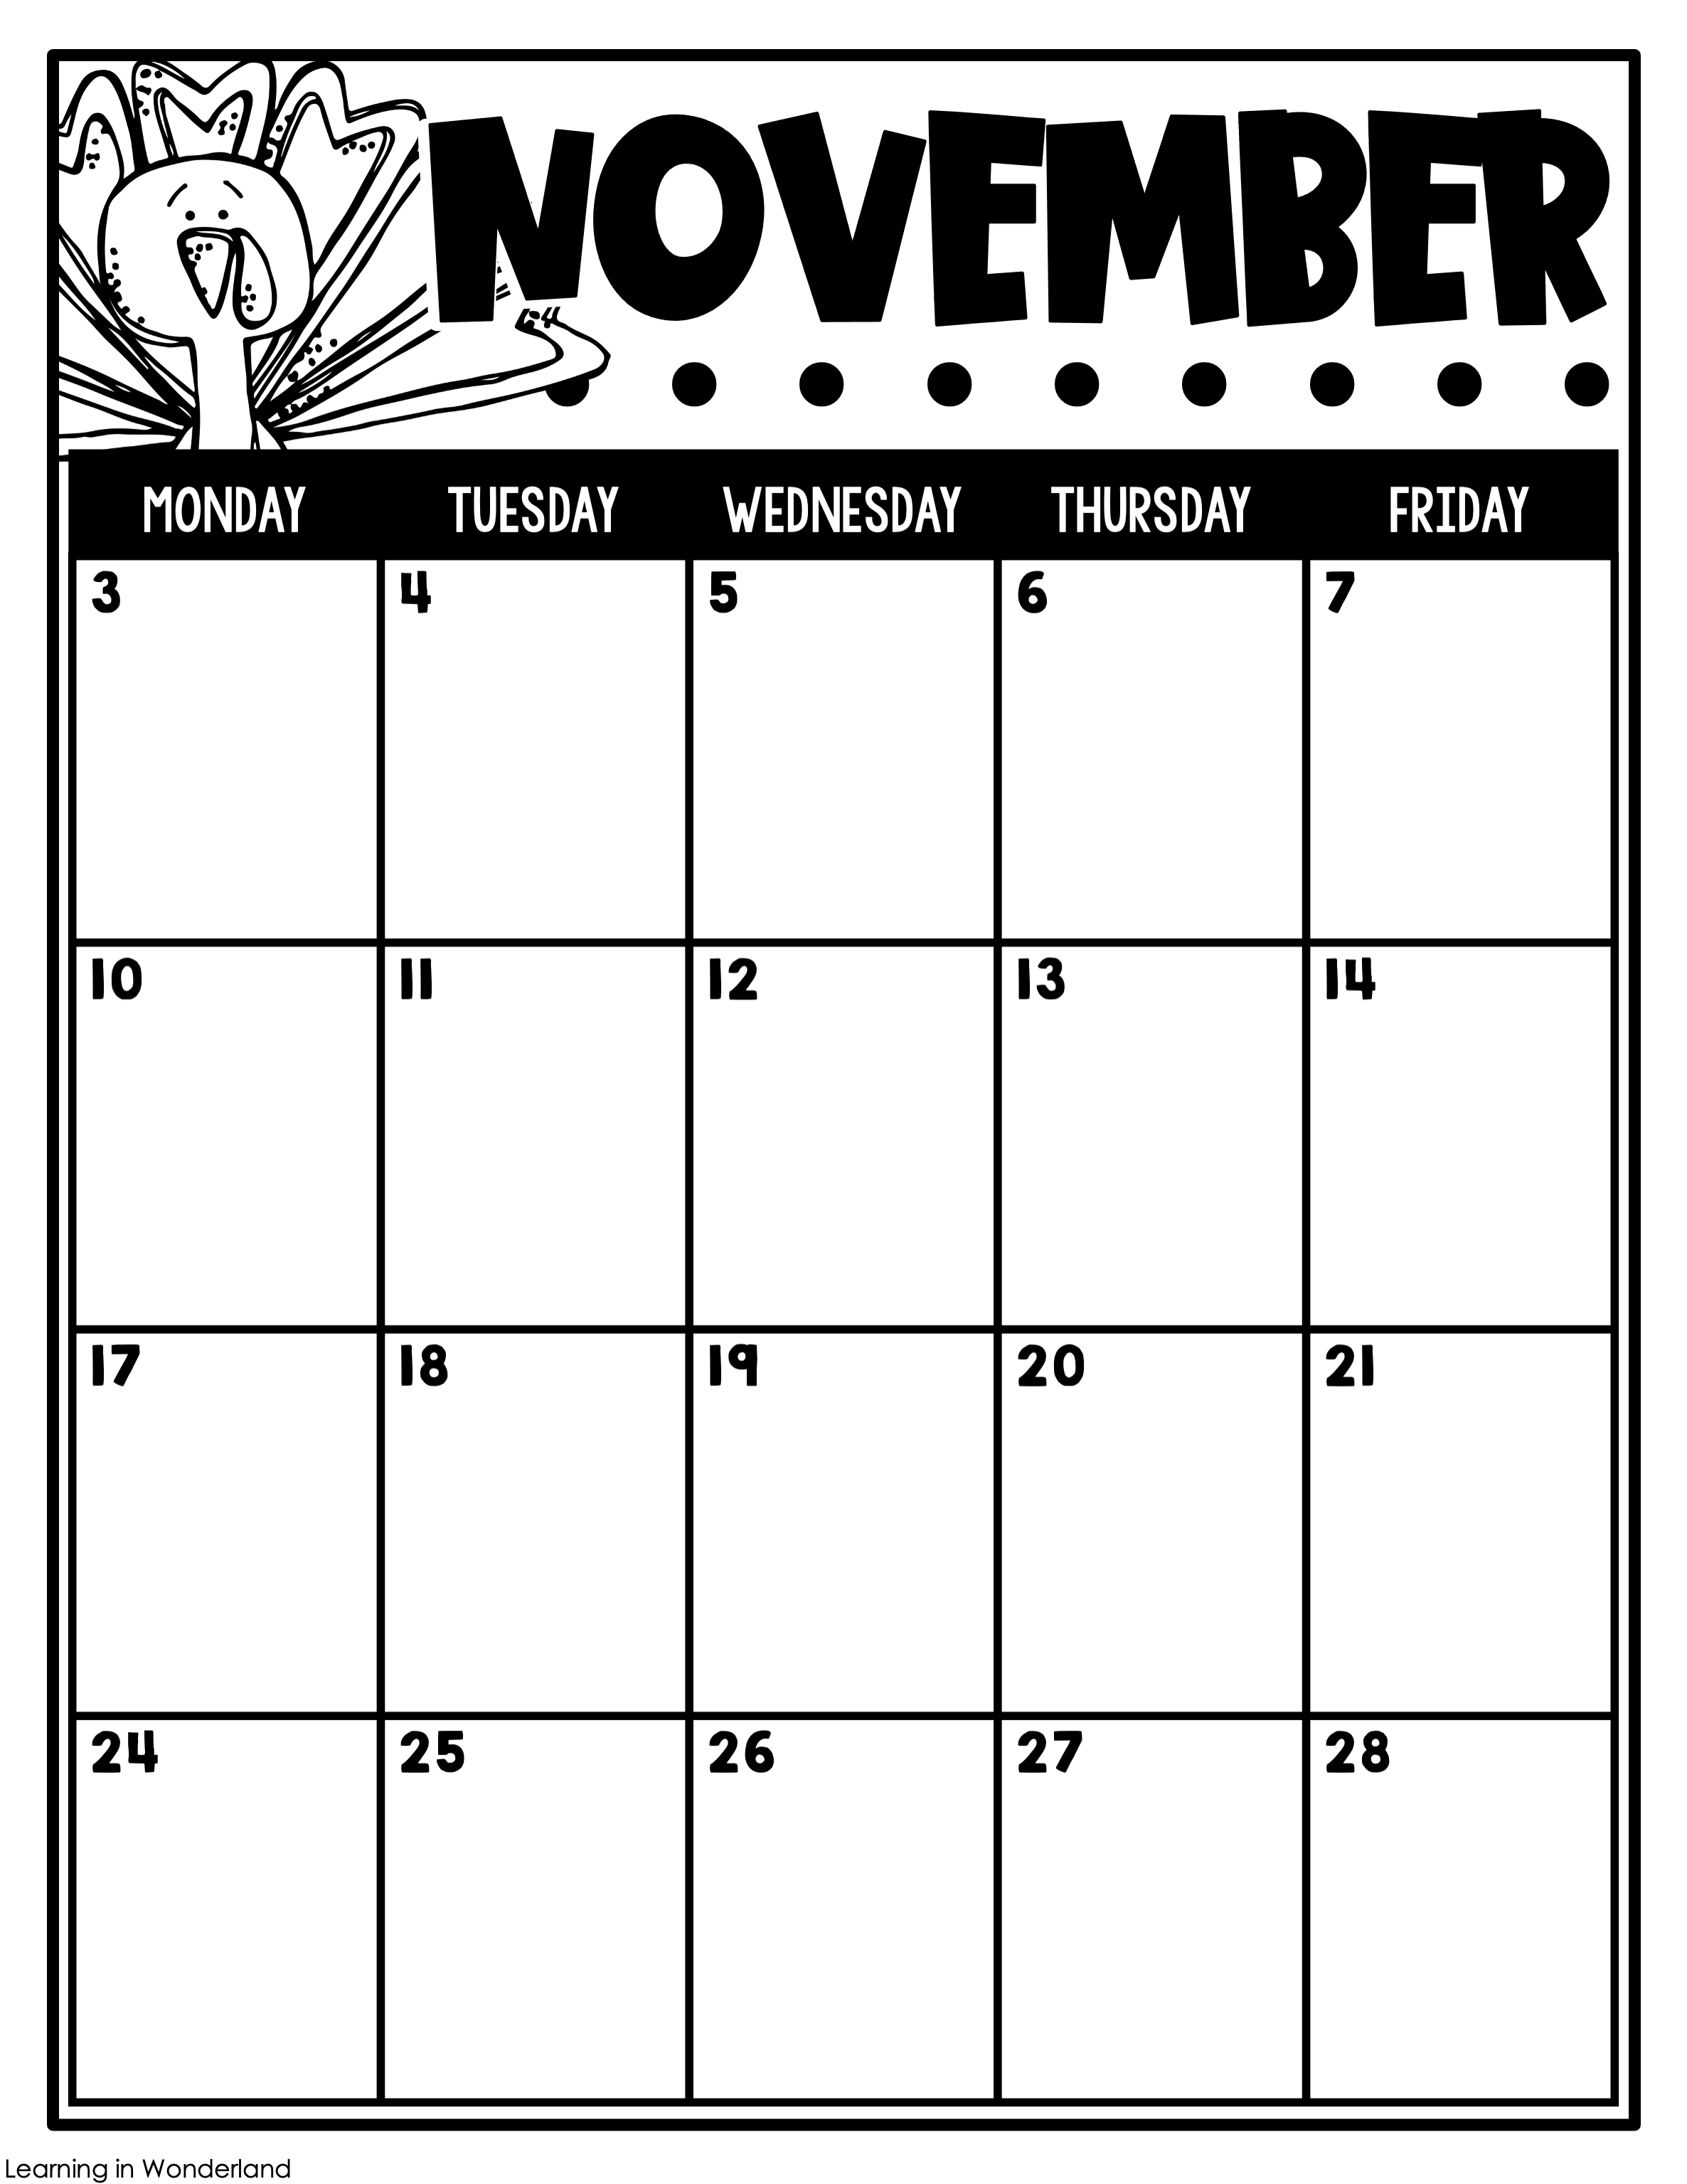 NOVEMBER
MONDAY TUESDAY WEDNESDAY THURSDAY FRIDAY
3 4 5 6 7
10 11 12 13 14
17 18 19 20 21
24 25 26 27 28
Learning in Wonderland